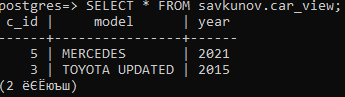 postgres=> SELECT * FROM savkunov.car_view;
c_id | model | year
------+----------------+------
5 | MERCEDES | 2021
3 | TOYOTA UPDATED | 2015
(2 ёЄЁюъш)